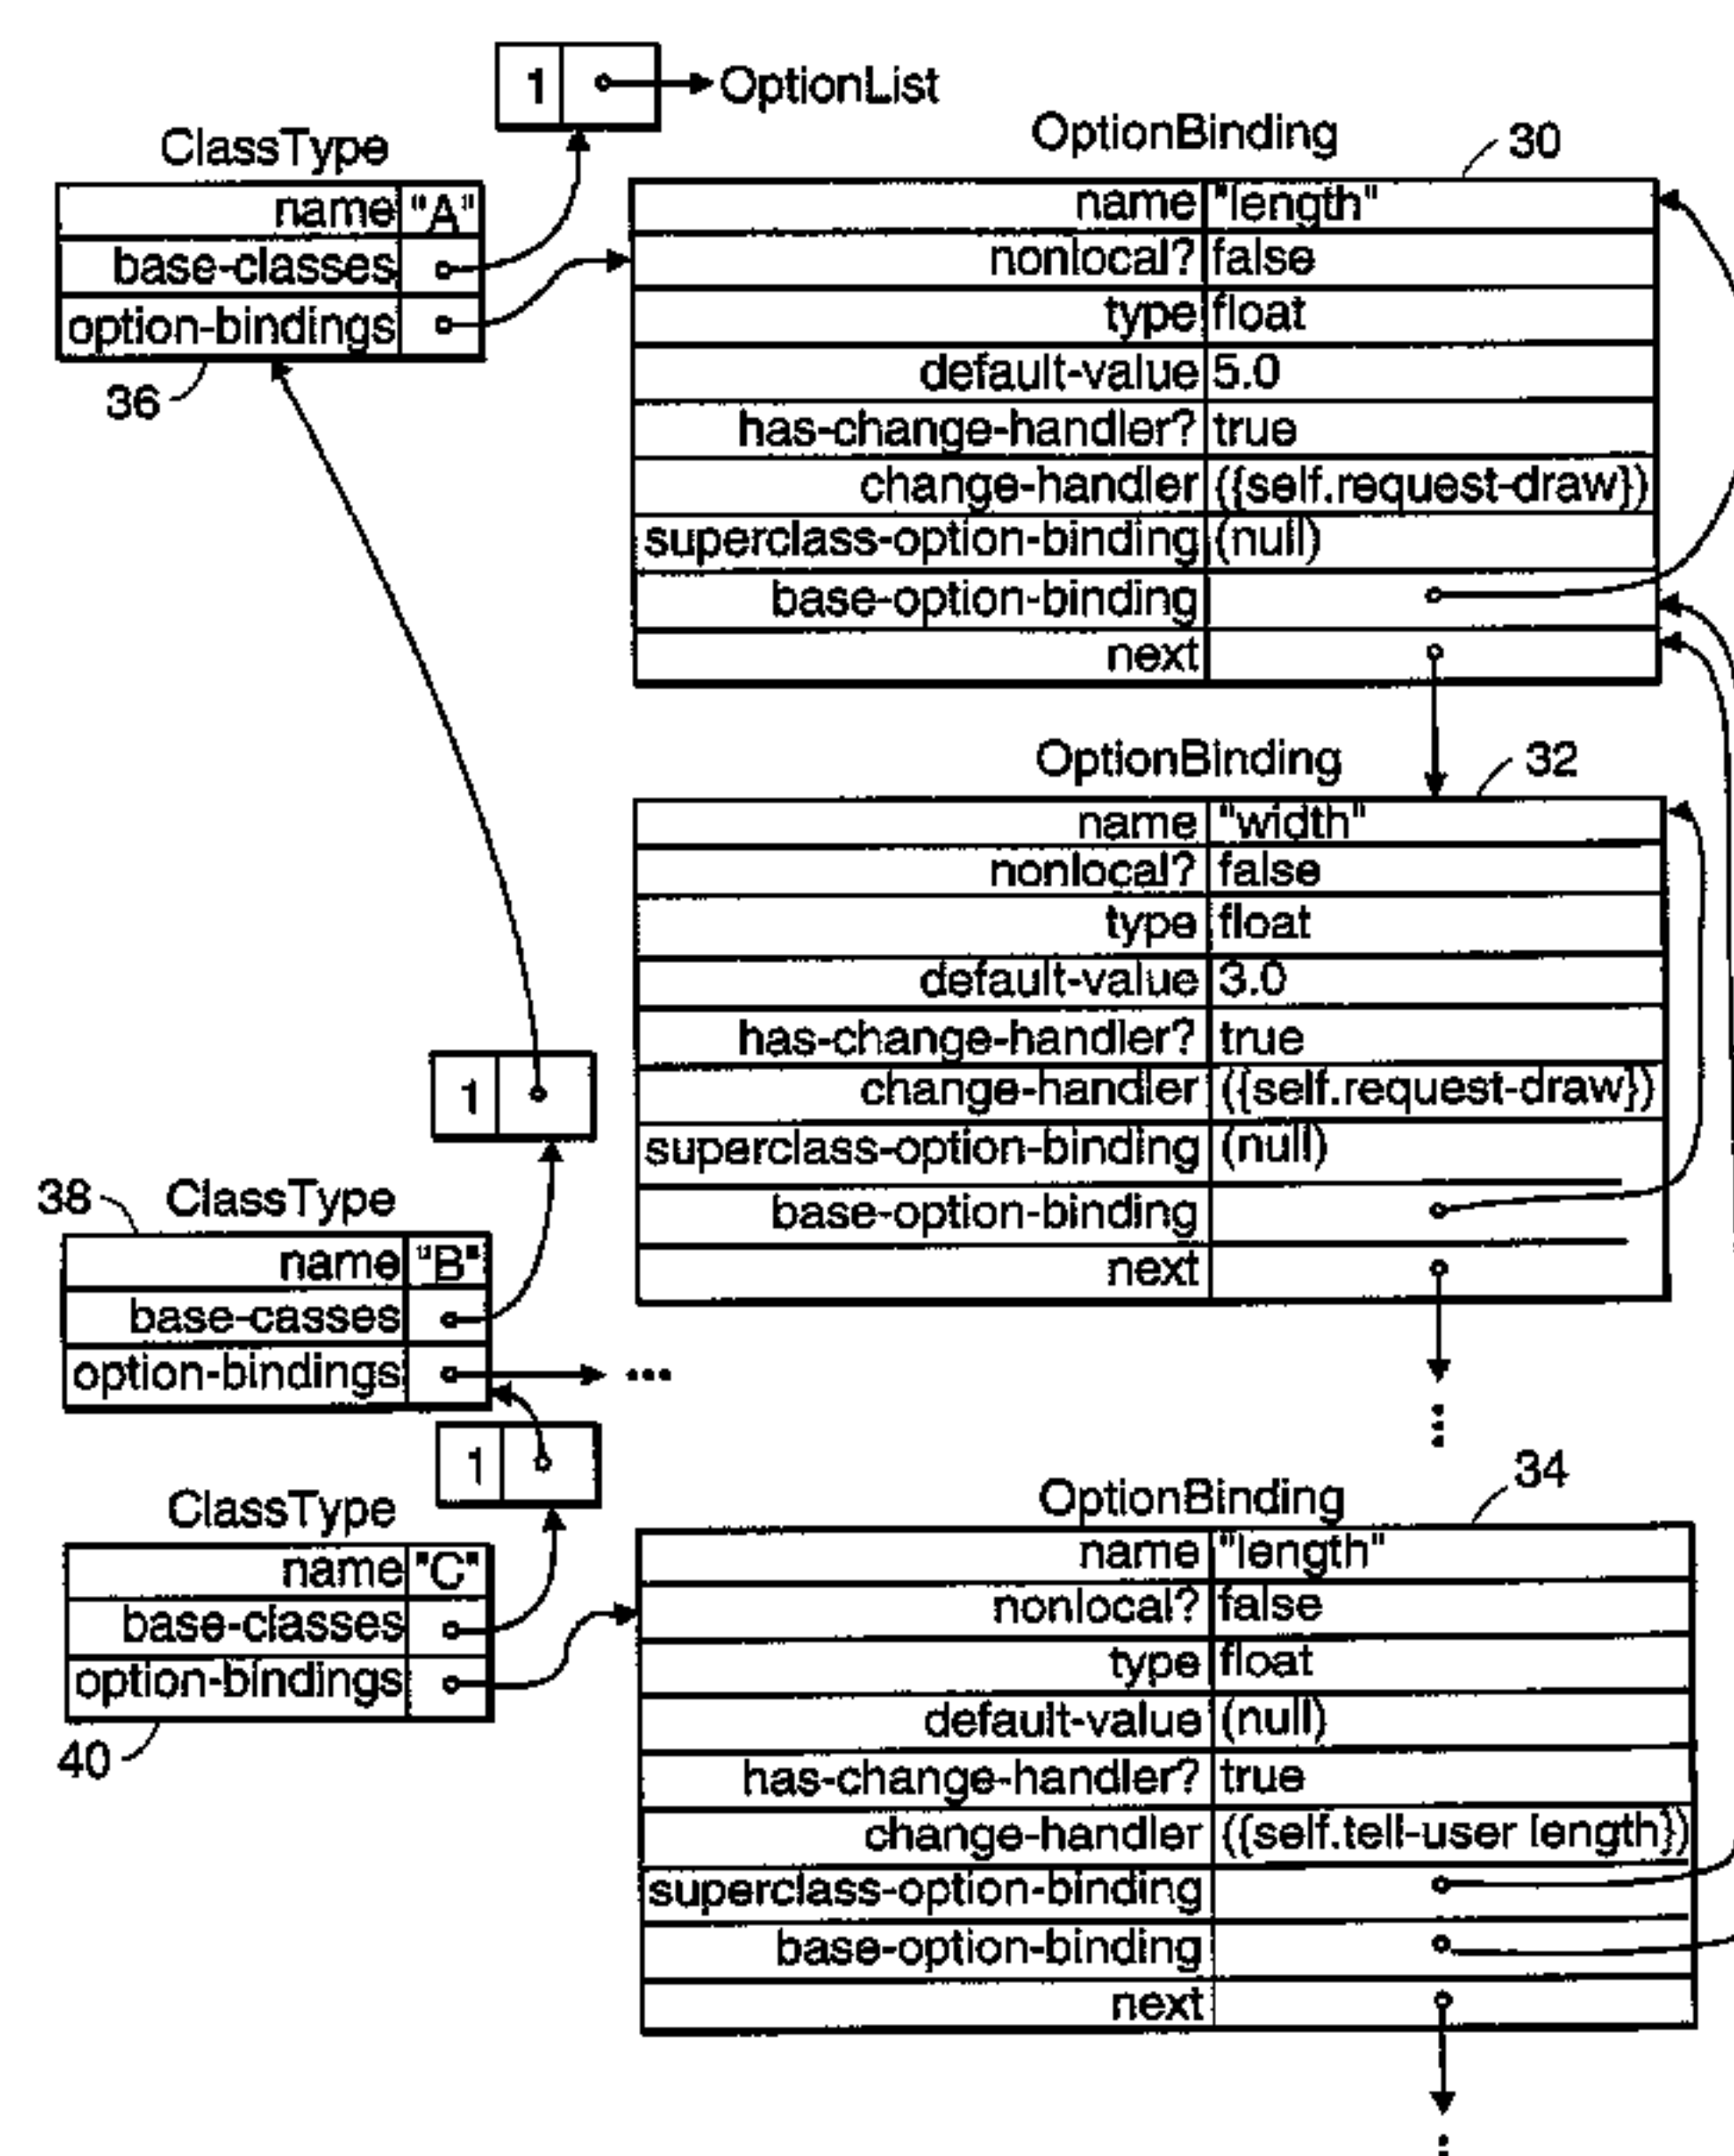 1 OptionList
ClassType
name "A"
base-classes
option-bindings
36
OptionBinding 30
name "length"
nonlocal? false
type float
default-value 5.0
has-change-handler? true
change-handler ({self.request-draw})
superclass-option-binding (null)
base-option-binding
next
OptionBinding 32
name "width"
nonlocal? false
type float
default-value 3.0
has-change-handler? true
change-handler ({self.request-draw})
superclass-option-binding (null)
base-option-binding
next
1
38 ClassType
name "B"
base-casses
option-bindings ...
1
ClassType
name "C"
base-classes
option-bindings
40
OptionBinding 34
name "length"
nonlocal? false
type float
default-value (null)
has-change-handler? true
change-handler ({self.tell-user length})
superclass-option-binding
base-option-binding
next